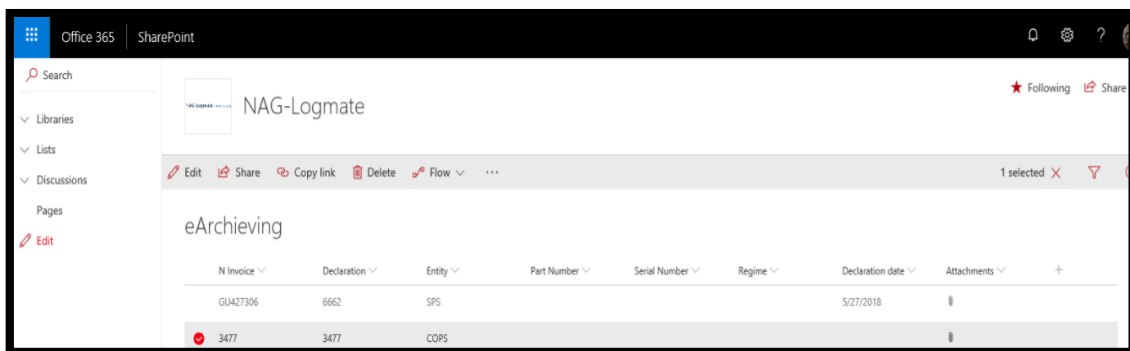 Office 365 SharePoint ?
Search
Following Share
NAG-Logmate
Libraries
Lists
Edit Share Copy link Delete Flow ... 1 selected
Discussions
Pages
eArchieving
Edit
N Invoice Declaration Entity Part Number Serial Number Regime Declaration date Attachments +
GU427306 6662 SPS 5/27/2018
3477 3477 COPS